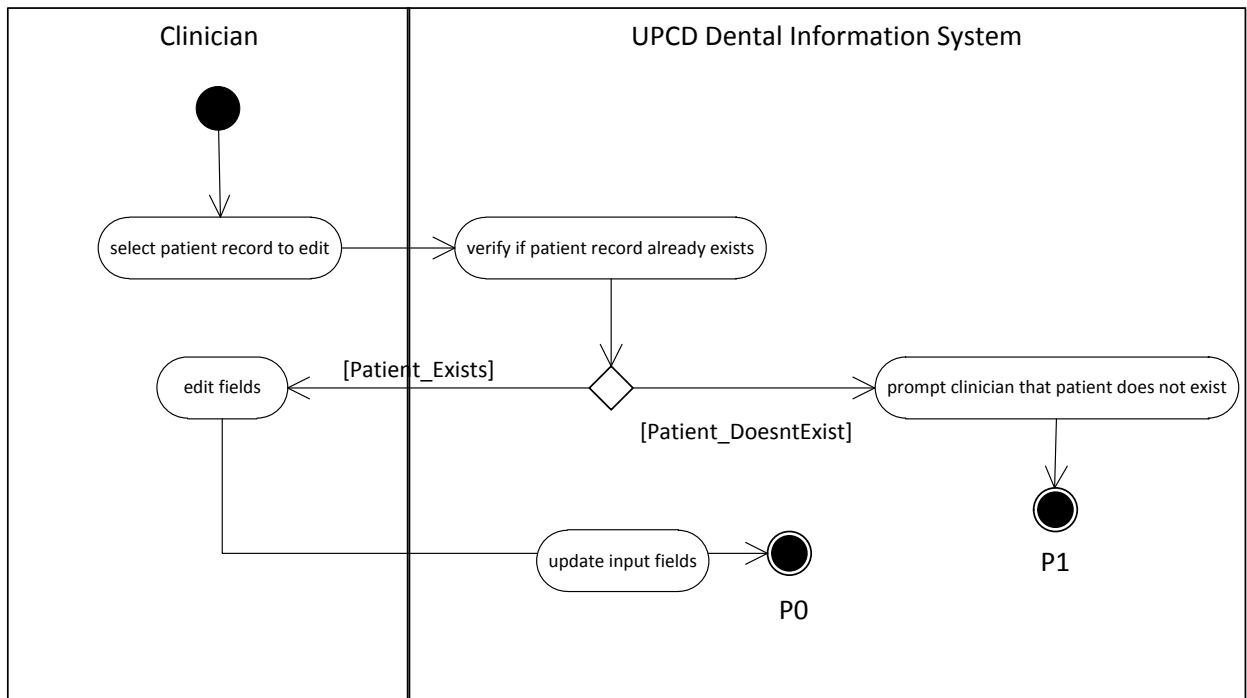 Clinician
UPCD Dental Information System
select patient record to edit
verify if patient record already exists
[Patient_Exists]
edit fields
prompt clinician that patient does not exist
[Patient_DoesntExist]
update input fields
P1
P0